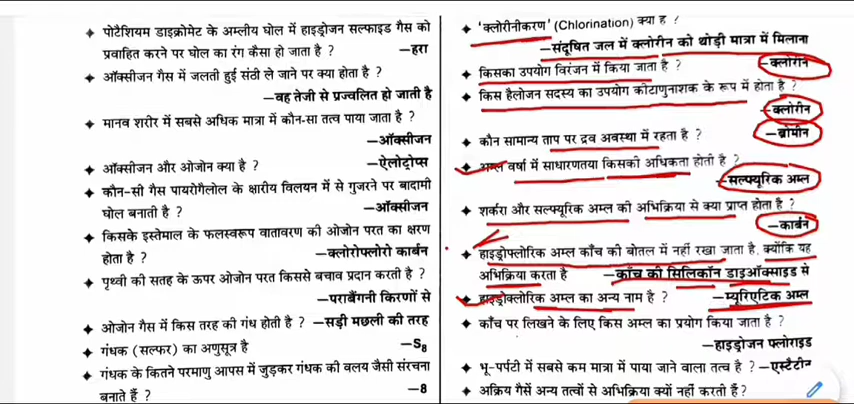 ✦ पोटैशियम डाइक्रोमेट के अम्लीय घोल में हाइड्रोजन सल्फाइड गैस को
प्रवाहित करने पर घोल का रंग कैसा हो जाता है ? —हरा
✦ ऑक्सीजन गैस में जलती हुई संठी ले जाने पर क्या होता है ?
—वह तेजी से प्रज्वलित हो जाती है
✦ मानव शरीर में सबसे अधिक मात्रा में कौन-सा तत्व पाया जाता है ?
—ऑक्सीजन
✦ ऑक्सीजन और ओजोन क्या है ? —ऐलोट्रोप्स
✦ कौन-सी गैस पायरोगैलोल के क्षारीय विलयन में से गुजरने पर बादामी
घोल बनाती है ? —ऑक्सीजन
✦ किसके इस्तेमाल के फलस्वरूप वातावरण की ओजोन परत का क्षरण
होता है ? —क्लोरोफ्लोरो कार्बन
✦ पृथ्वी की सतह के ऊपर ओजोन परत किससे बचाव प्रदान करती है ?
—पराबैंगनी किरणों से
✦ ओजोन गैस में किस तरह की गंध होती है ? —सड़ी मछली की तरह
✦ गंधक (सल्फर) का अणुसूत्र है —S₈
✦ गंधक के कितने परमाणु आपस में जुड़कर गंधक की वलय जैसी संरचना
बनाते हैं ? —8
✦ 'क्लोरीनीकरण' (Chlorination) क्या है ?
—संदूषित जल में क्लोरीन को थोड़ी मात्रा में मिलाना
✦ किसका उपयोग विरंजन में किया जाता है ? —क्लोरीन
✦ किस हैलोजन सदस्य का उपयोग कीटाणुनाशक के रूप में होता है ?
—क्लोरीन
✦ कौन सामान्य ताप पर द्रव अवस्था में रहता है ? —ब्रोमीन
✦ अम्ल वर्षा में साधारणतया किसकी अधिकता होती है ?
—सल्फ्यूरिक अम्ल
✦ शर्करा और सल्फ्यूरिक अम्ल की अभिक्रिया से क्या प्राप्त होता है ?
—कार्बन
✦ हाइड्रोफ्लोरिक अम्ल काँच की बोतल में नहीं रखा जाता है, क्योंकि यह
अभिक्रिया करता है —काँच की सिलिकॉन डाइऑक्साइड से
✦ हाइड्रोक्लोरिक अम्ल का अन्य नाम है ? —म्यूरिएटिक अम्ल
✦ काँच पर लिखने के लिए किस अम्ल का प्रयोग किया जाता है ?
—हाइड्रोजन फ्लोराइड
✦ भू-पर्पटी में सबसे कम मात्रा में पाया जाने वाला तत्व है ? —एस्टैटीन
✦ अक्रिय गैसें अन्य तत्वों से अभिक्रिया क्यों नहीं करती हैं?